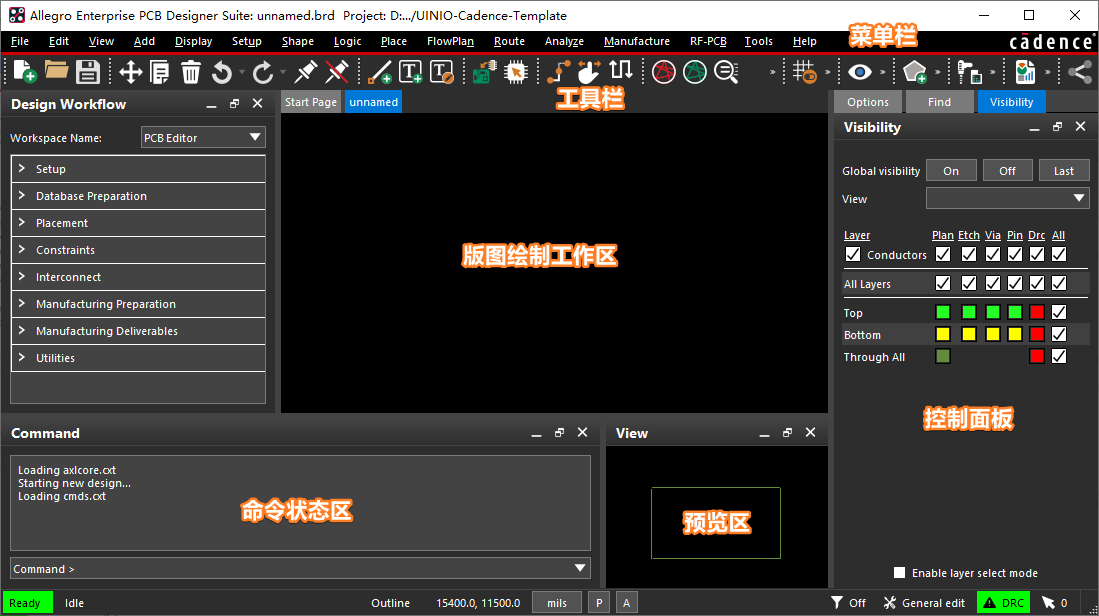 Allegro Enterprise PCB Designer Suite: unnamed.brd Project: D:.../UINIO-Cadence-Template
File Edit View Add Display Setup Shape Logic Place FlowPlan Route Analyze Manufacture RF-PCB Tools Help
菜单栏
cādence®
工具栏
Design Workflow
Workspace Name: PCB Editor
Setup
Database Preparation
Placement
Constraints
Interconnect
Manufacturing Preparation
Manufacturing Deliverables
Utilities
Start Page unnamed
版图绘制工作区
Options Find Visibility
Visibility
Global visibility On Off Last
View
Layer Plan Etch Via Pin Drc All
Conductors
All Layers
Top
Bottom
Through All
控制面板
Enable layer select mode
Command
Loading axlcore.cxt
Starting new design...
Loading cmds.cxt
命令状态区
Command >
View
预览区
Ready Idle Outline 15400.0, 11500.0 mils P A Off General edit DRC 0